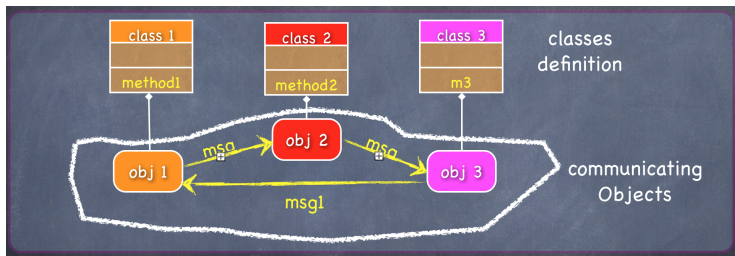 class 1
class 2
class 3
classes
definition
method1
method2
m3
msg
obj 2
msg
obj 1
obj 3
communicating
Objects
msg1